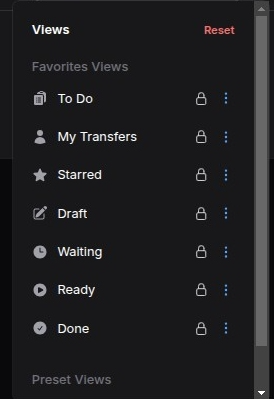 Views
Reset
Favorites Views
To Do
My Transfers
Starred
Draft
Waiting
Ready
Done
Preset Views